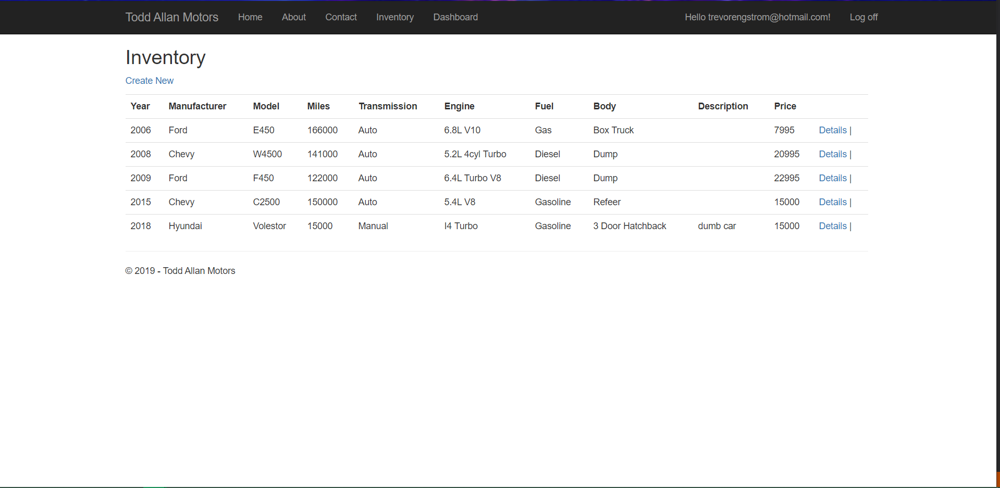 Todd Allan Motors Home About Contact Inventory Dashboard Hello trevorengstrom@hotmail.com! Log off
Inventory
Create New
Year Manufacturer Model Miles Transmission Engine Fuel Body Description Price
2006 Ford E450 166000 Auto 6.8L V10 Gas Box Truck 7995 Details |
2008 Chevy W4500 141000 Auto 5.2L 4cyl Turbo Diesel Dump 20995 Details |
2009 Ford F450 122000 Auto 6.4L Turbo V8 Diesel Dump 22995 Details |
2015 Chevy C2500 150000 Auto 5.4L V8 Gasoline Refeer 15000 Details |
2018 Hyundai Volestor 15000 Manual I4 Turbo Gasoline 3 Door Hatchback dumb car 15000 Details |
© 2019 - Todd Allan Motors